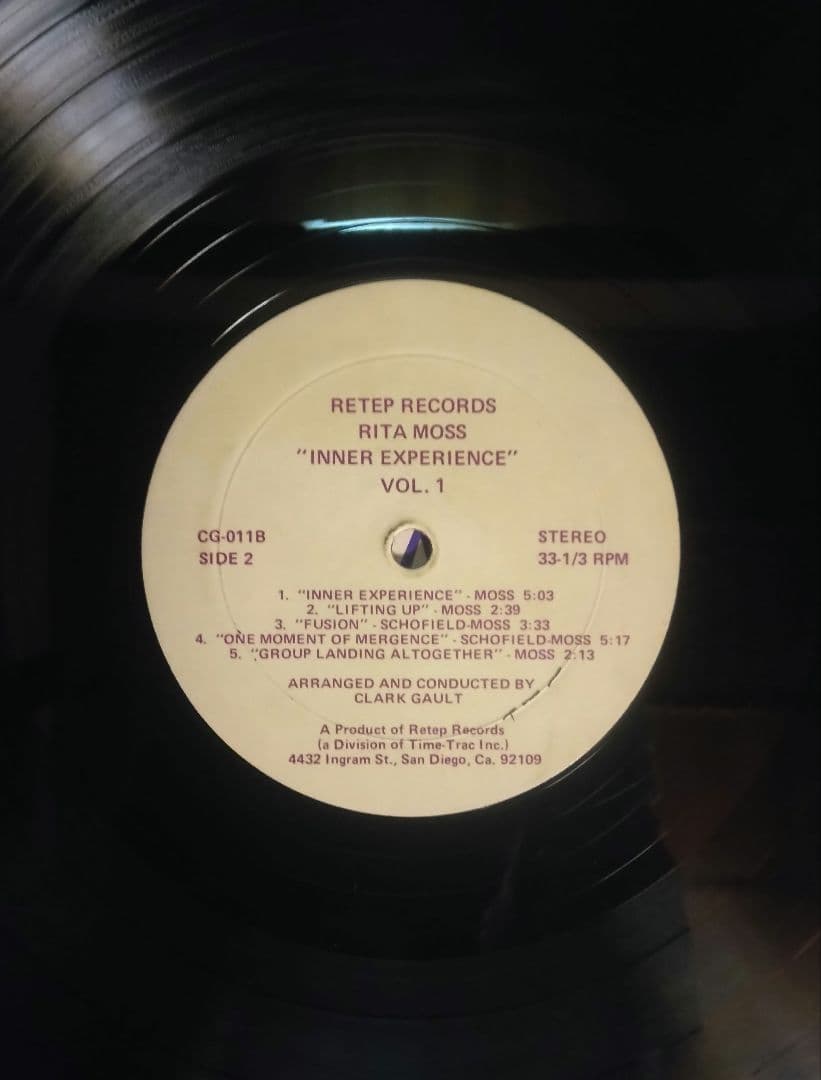 RETEP RECORDS
RITA MOSS
"INNER EXPERIENCE"
VOL. 1
CG-011B
SIDE 2
STEREO
33-1/3 RPM
1. "INNER EXPERIENCE" - MOSS 5:03
2. "LIFTING UP" - MOSS 2:39
3. "FUSION" - SCHOFIELD-MOSS 3:33
4. "ONE MOMENT OF MERGENCE" - SCHOFIELD-MOSS 5:17
5. "GROUP LANDING ALTOGETHER" - MOSS 2:13
ARRANGED AND CONDUCTED BY
CLARK GAULT
A Product of Retep Records
(a Division of Time-Trac Inc.)
4432 Ingram St., San Diego, Ca. 92109